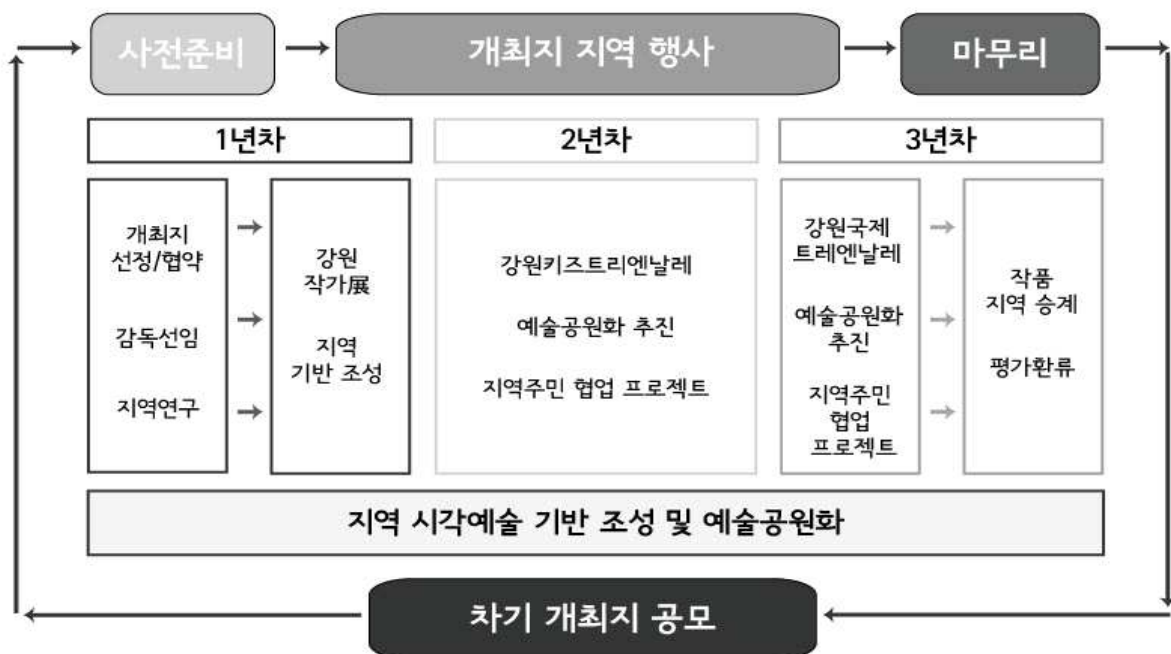 사전준비
개최지 지역 행사
마무리
1년차
2년차
3년차
개최지
선정/협약
감독선임
지역연구
강원
작가展
지역
기반 조성
강원키즈트리엔날레
예술공원화 추진
지역주민 협업 프로젝트
강원국제
트레엔날레
예술공원화
추진
지역주민
협업
프로젝트
작품
지역 승계
평가환류
지역 시각예술 기반 조성 및 예술공원화
차기 개최지 공모